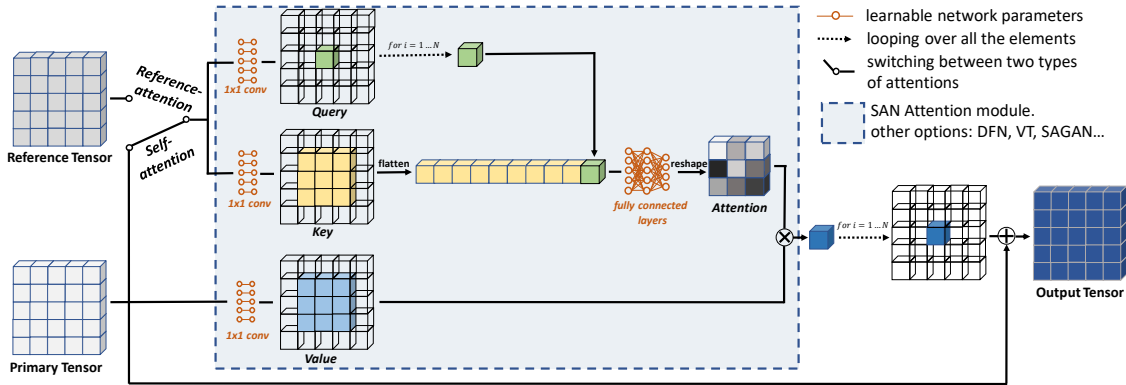 learnable network parameters
looping over all the elements
switching between two types
of attentions
SAN Attention module.
other options: DFN, VT, SAGAN...
Reference Tensor
Reference-
attention
Self-
attention
1x1 conv
Query
for i = 1 ... N
1x1 conv
Key
flatten
fully connected
layers
reshape
Attention
for i = 1 ... N
Output Tensor
Primary Tensor
1x1 conv
Value